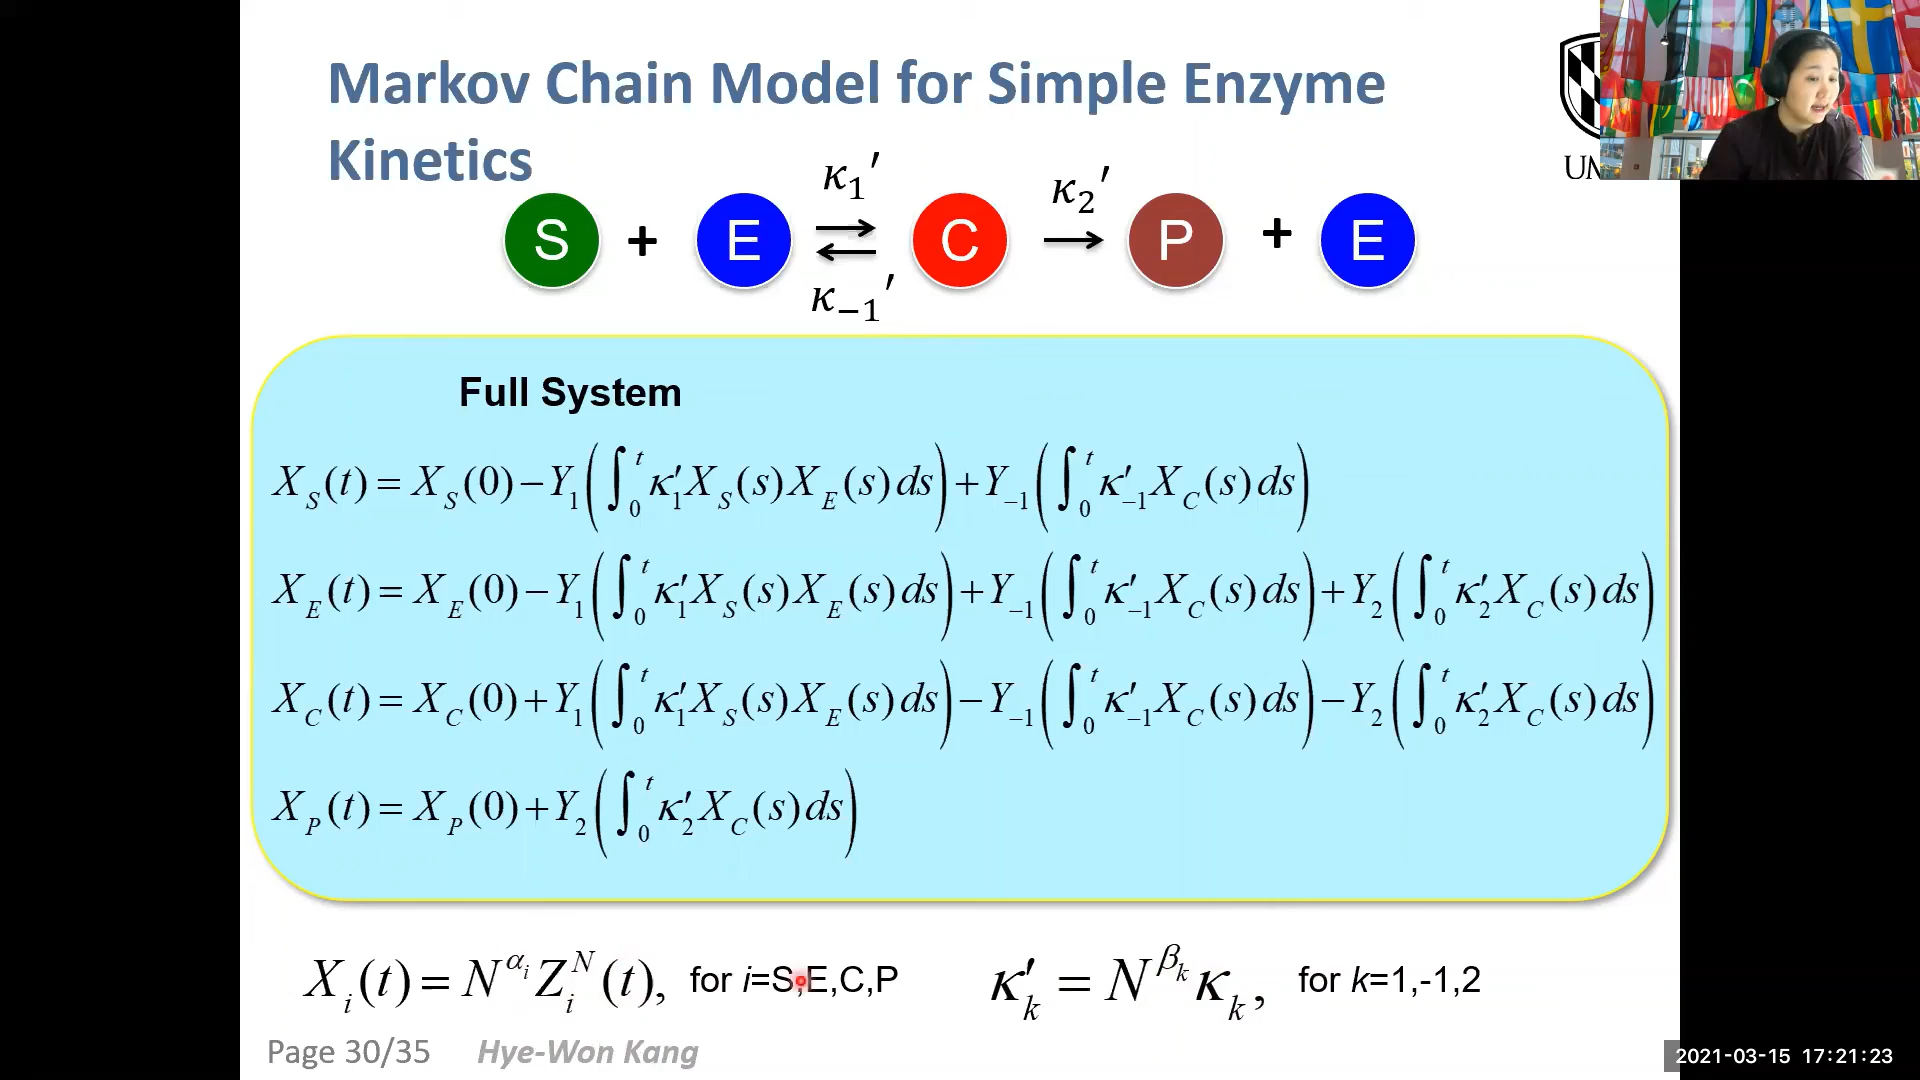 Markov Chain Model for Simple Enzyme
Kinetics
κ₁′ κ₂′
S + E ⇌ C → P + E
κ₋₁′
UM
Full System
X_S(t) = X_S(0) − Y₁(∫₀ᵗ κ₁′X_S(s)X_E(s)ds) + Y₋₁(∫₀ᵗ κ₋₁′X_C(s)ds)
X_E(t) = X_E(0) − Y₁(∫₀ᵗ κ₁′X_S(s)X_E(s)ds) + Y₋₁(∫₀ᵗ κ₋₁′X_C(s)ds) + Y₂(∫₀ᵗ κ₂′X_C(s)ds)
X_C(t) = X_C(0) + Y₁(∫₀ᵗ κ₁′X_S(s)X_E(s)ds) − Y₋₁(∫₀ᵗ κ₋₁′X_C(s)ds) − Y₂(∫₀ᵗ κ₂′X_C(s)ds)
X_P(t) = X_P(0) + Y₂(∫₀ᵗ κ₂′X_C(s)ds)
X_i(t) = N^{α_i} Z_i^N(t), for i=S,E,C,P κ_k′ = N^{β_k} κ_k, for k=1,-1,2
Page 30/35 Hye-Won Kang
2021-03-15 17:21:23